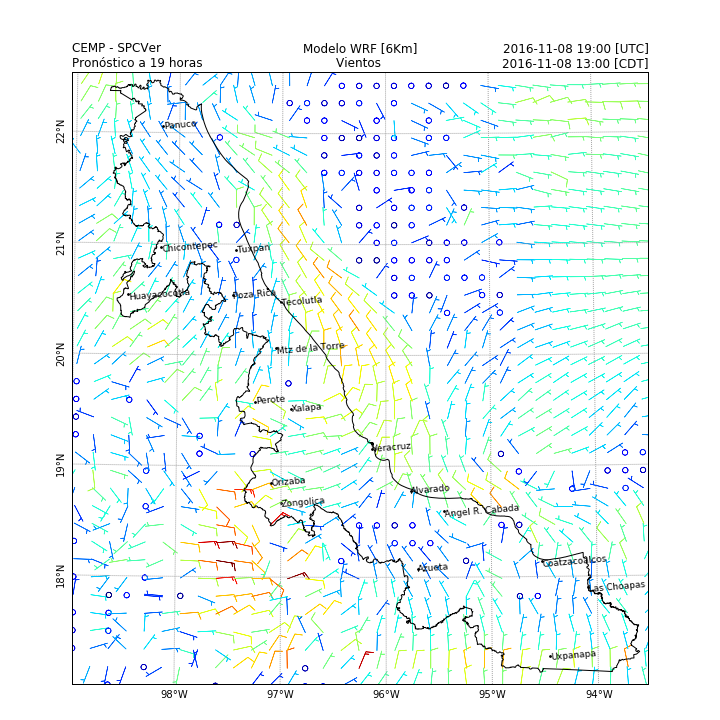 CEMP - SPCVer Modelo WRF [6Km] 2016-11-08 19:00 [UTC]
Pronóstico a 19 horas Vientos 2016-11-08 13:00 [CDT]
22°N
Panuco
21°N
Chicontepec
Tuxpan
Huayacocotla
Poza Rica
Tecolutla
20°N
Mtz de la Torre
Perote
Xalapa
Veracruz
19°N
Orizaba
Alvarado
Zongolica
Angel R. Cabada
18°N
Azueta
Coatzacoalcos
Las Choapas
Uxpanapa
98°W 97°W 96°W 95°W 94°W